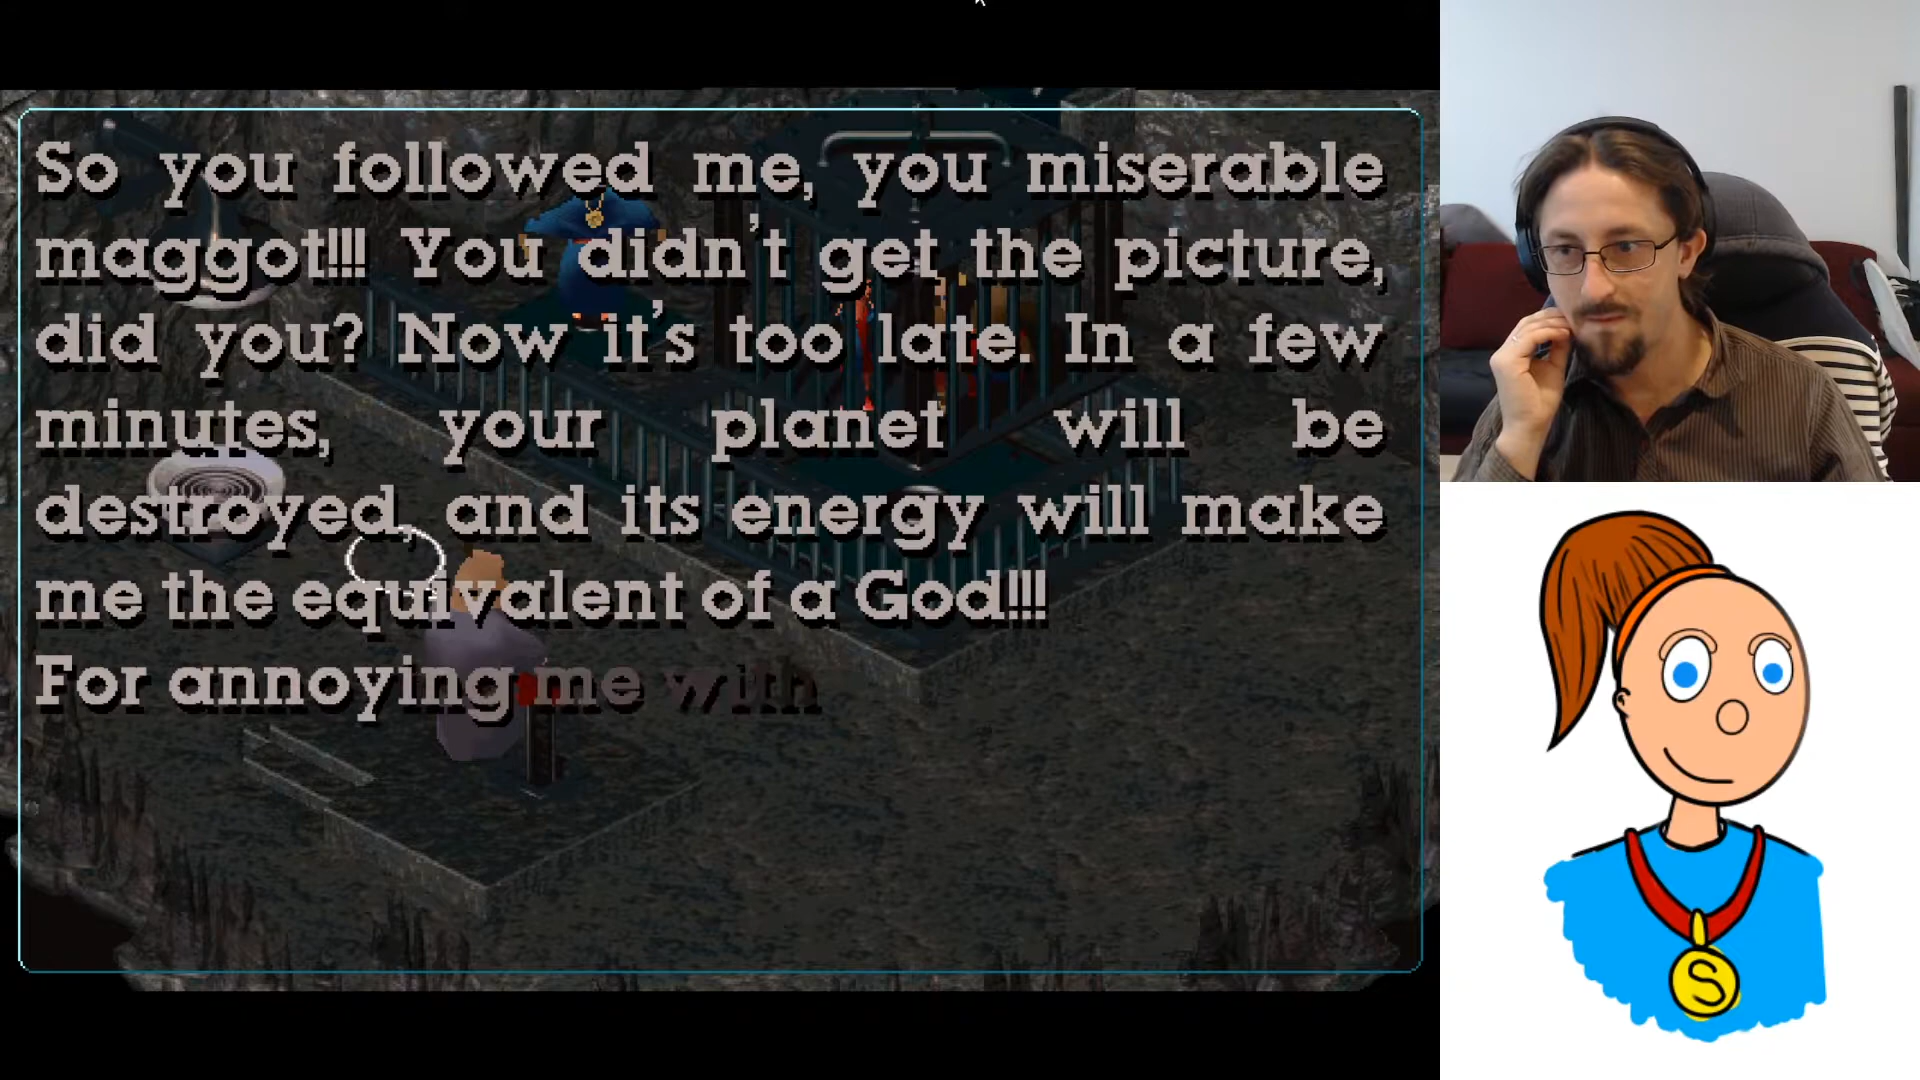 So you followed me, you miserable
maggot!!! You didn't get the picture,
did you? Now it's too late. In a few
minutes, your planet will be
destroyed, and its energy will make
me the equivalent of a God!!!
For annoying me with
S